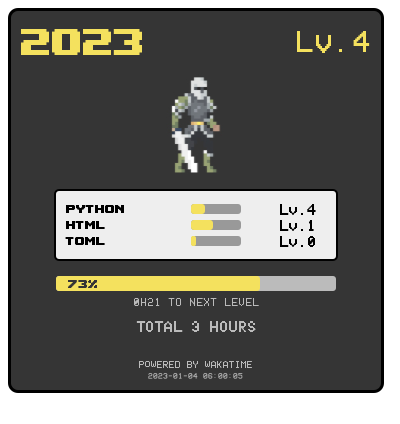 2023 Lv.4
PYTHON Lv.4
HTML Lv.1
TOML Lv.0
73%
0H21 TO NEXT LEVEL
TOTAL 3 HOURS
POWERED BY WAKATIME
2023-01-04 06:00:05